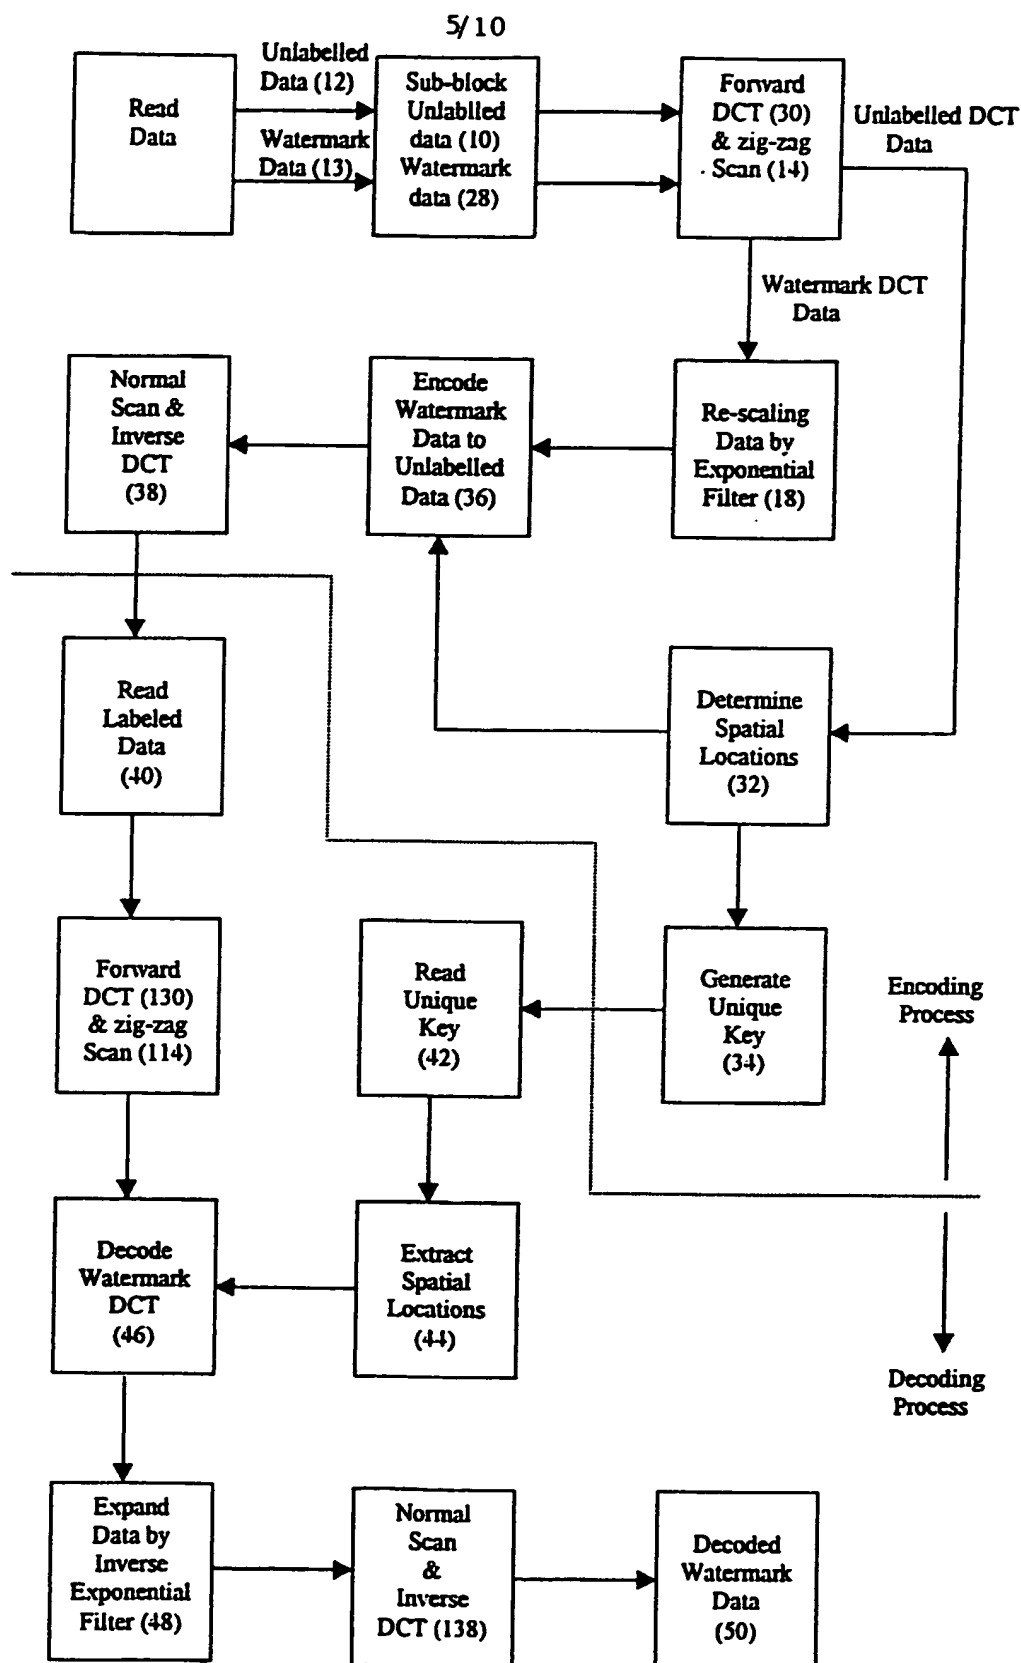 5/10
Read
Data
Unlabelled
Data (12)
Watermark
Data (13)
Sub-block
Unlablled
data (10)
Watermark
data (28)
Forward
DCT (30)
& zig-zag
Scan (14)
Unlabelled DCT
Data
Watermark DCT
Data
Normal
Scan &
Inverse
DCT
(38)
Encode
Watermark
Data to
Unlabelled
Data (36)
Re-scaling
Data by
Exponential
Filter (18)
Read
Labeled
Data
(40)
Determine
Spatial
Locations
(32)
Forward
DCT (130)
& zig-zag
Scan (114)
Read
Unique
Key
(42)
Generate
Unique
Key
(34)
Encoding
Process
Decode
Watermark
DCT
(46)
Extract
Spatial
Locations
(44)
Decoding
Process
Expand
Data by
Inverse
Exponential
Filter (48)
Normal
Scan
&
Inverse
DCT (138)
Decoded
Watermark
Data
(50)